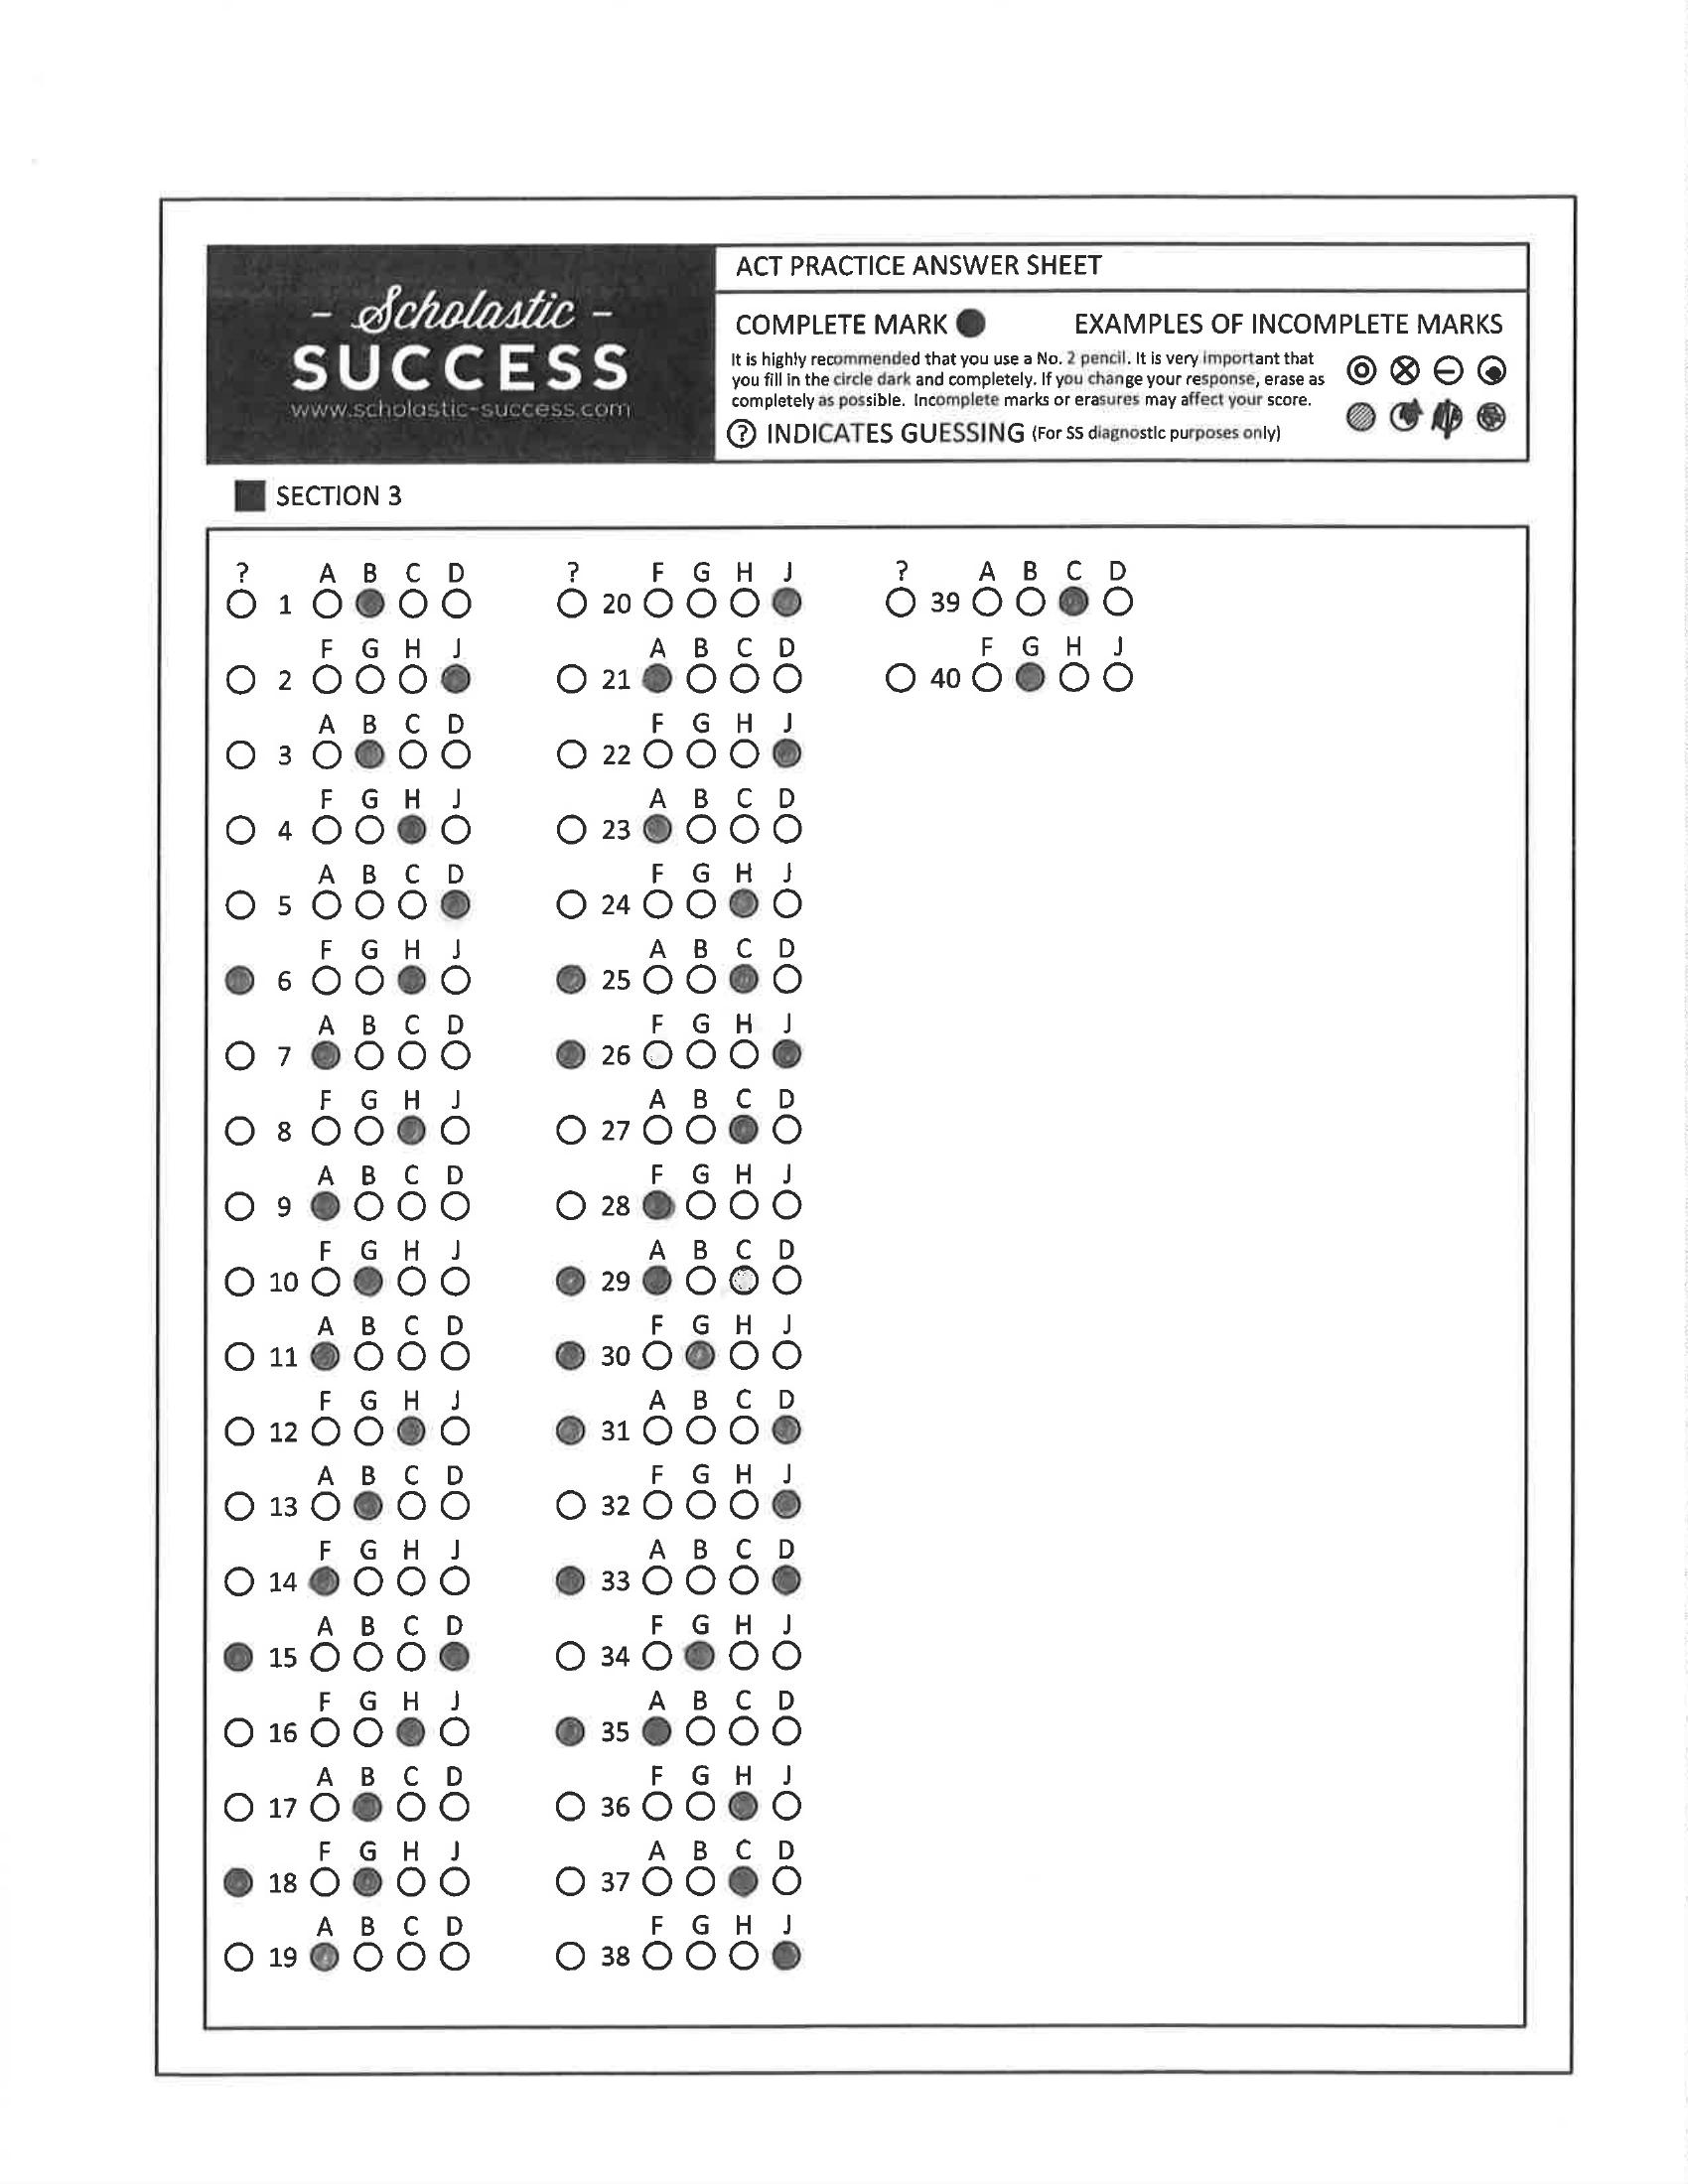 - Scholastic -
SUCCESS
www.scholastic-success.com
ACT PRACTICE ANSWER SHEET
COMPLETE MARK
EXAMPLES OF INCOMPLETE MARKS
It is highly recommended that you use a No. 2 pencil. It is very important that
you fill in the circle dark and completely. If you change your response, erase as
completely as possible. Incomplete marks or erasures may affect your score.
? INDICATES GUESSING (For SS diagnostic purposes only)
SECTION 3
? A B C D
1
F G H J
2
A B C D
3
F G H J
4
A B C D
5
F G H J
6
A B C D
7
F G H J
8
A B C D
9
F G H J
10
A B C D
11
F G H J
12
A B C D
13
F G H J
14
A B C D
15
F G H J
16
A B C D
17
F G H J
18
A B C D
19
? F G H J
20
A B C D
21
F G H J
22
A B C D
23
F G H J
24
A B C D
25
F G H J
26
A B C D
27
F G H J
28
A B C D
29
F G H J
30
A B C D
31
F G H J
32
A B C D
33
F G H J
34
A B C D
35
F G H J
36
A B C D
37
F G H J
38
? A B C D
39
F G H J
40